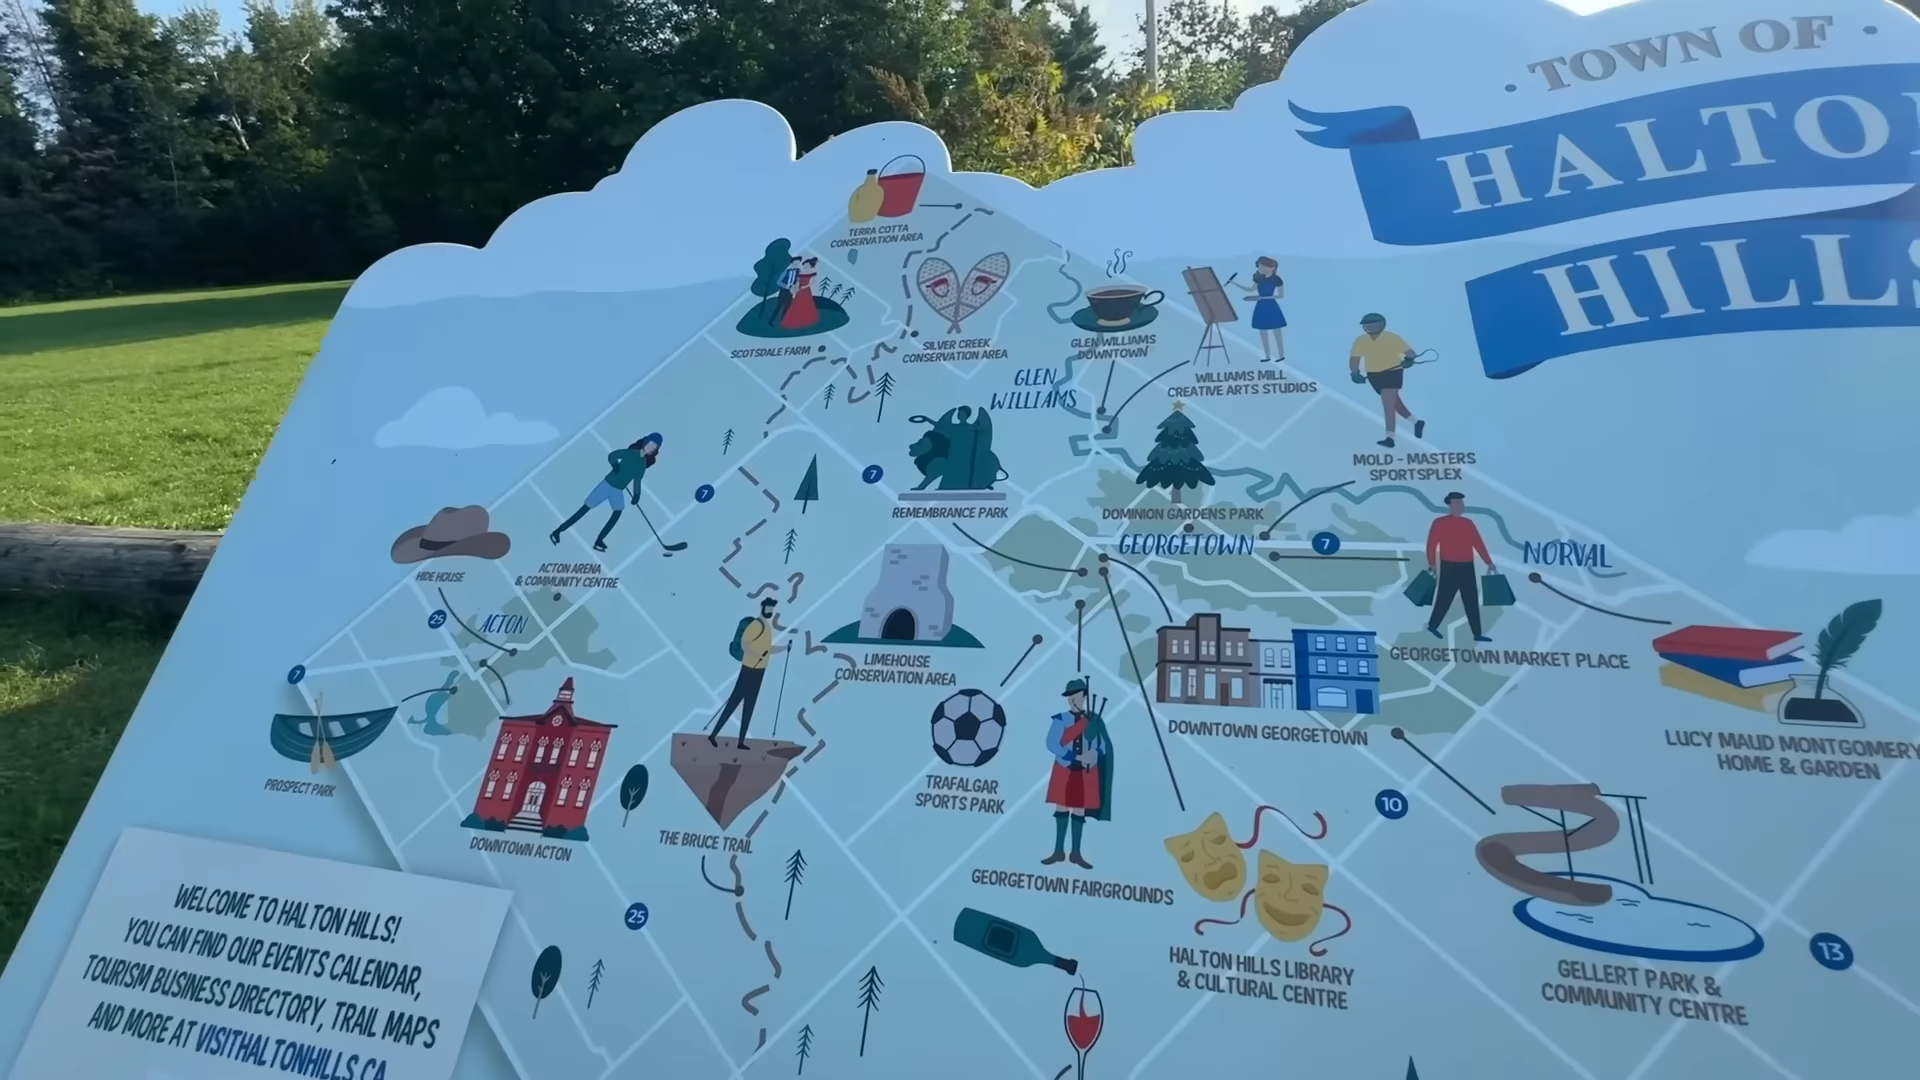 TOWN OF
HALTO
HILLS
TERRA COTTA
CONSERVATION AREA
SCOTSDALE FARM
SILVER CREEK
CONSERVATION AREA
GLEN WILLIAMS
DOWNTOWN
WILLIAMS MILL
CREATIVE ARTS STUDIOS
GLEN
WILLIAMS
MOLD - MASTERS
SPORTSPLEX
7
7
REMEMBRANCE PARK
DOMINION GARDENS PARK
GEORGETOWN
7
NORVAL
HIDE HOUSE
ACTON ARENA
& COMMUNITY CENTRE
25
ACTON
7
LIMEHOUSE
CONSERVATION AREA
GEORGETOWN MARKET PLACE
DOWNTOWN GEORGETOWN
LUCY MAUD MONTGOMERY
HOME & GARDEN
PROSPECT PARK
TRAFALGAR
SPORTS PARK
DOWNTOWN ACTON
THE BRUCE TRAIL
10
GEORGETOWN FAIRGROUNDS
25
HALTON HILLS LIBRARY
& CULTURAL CENTRE
GELLERT PARK &
COMMUNITY CENTRE
13
WELCOME TO HALTON HILLS!
YOU CAN FIND OUR EVENTS CALENDAR,
TOURISM BUSINESS DIRECTORY, TRAIL MAPS
AND MORE AT VISITHALTONHILLS.CA